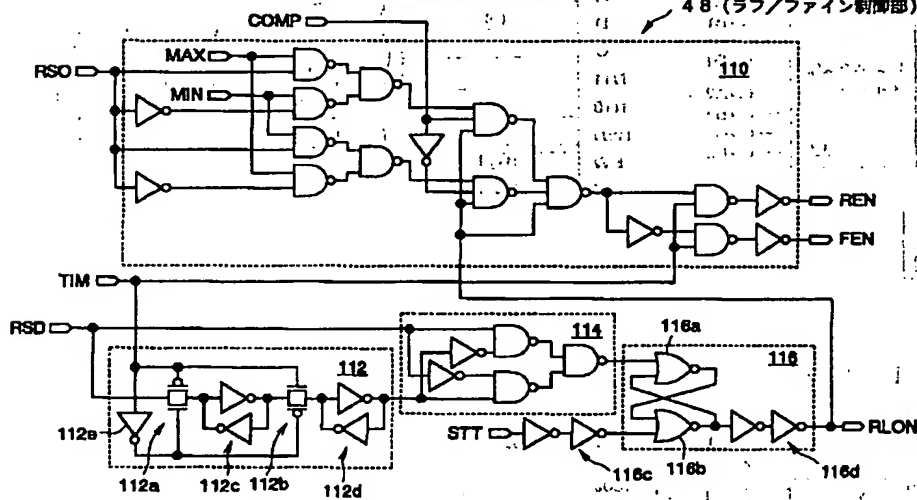 COMP
48 (ラフ/ファイン制御部)
MAX
110
RSO
MIN
REN
FEN
TIM
RSD
114
116a
116
112
112e
STT
RLON
112a
112c
112b
112d
116c
116b
116d